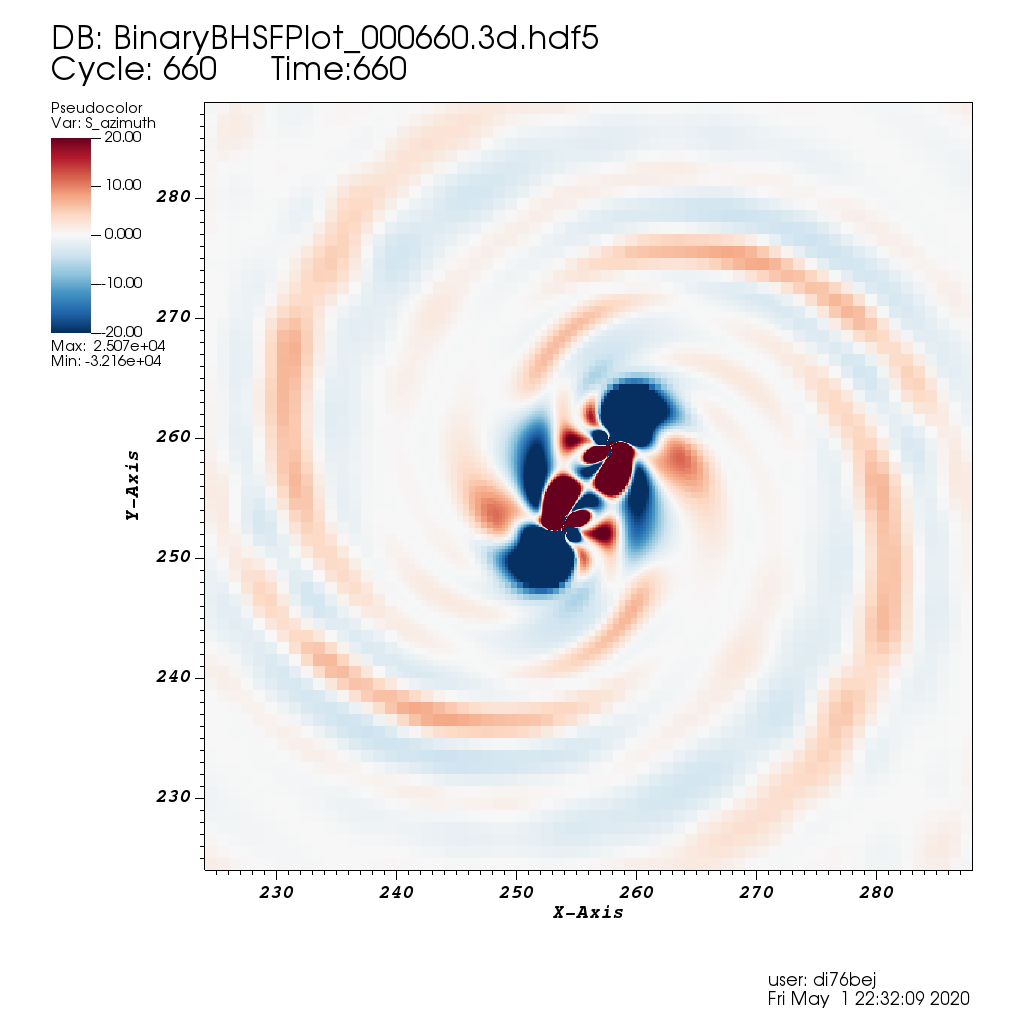 DB: BinaryBHSFPlot_000660.3d.hdf5
Cycle: 660 Time:660
Pseudocolor
Var: S_azimuth
20.00
10.00
0.000
-10.00
-20.00
Max: 2.507e+04
Min: -3.216e+04
280
270
260
250
240
230
Y-Axis
230 240 250 260 270 280
X-Axis
user: di76bej
Fri May 1 22:32:09 2020